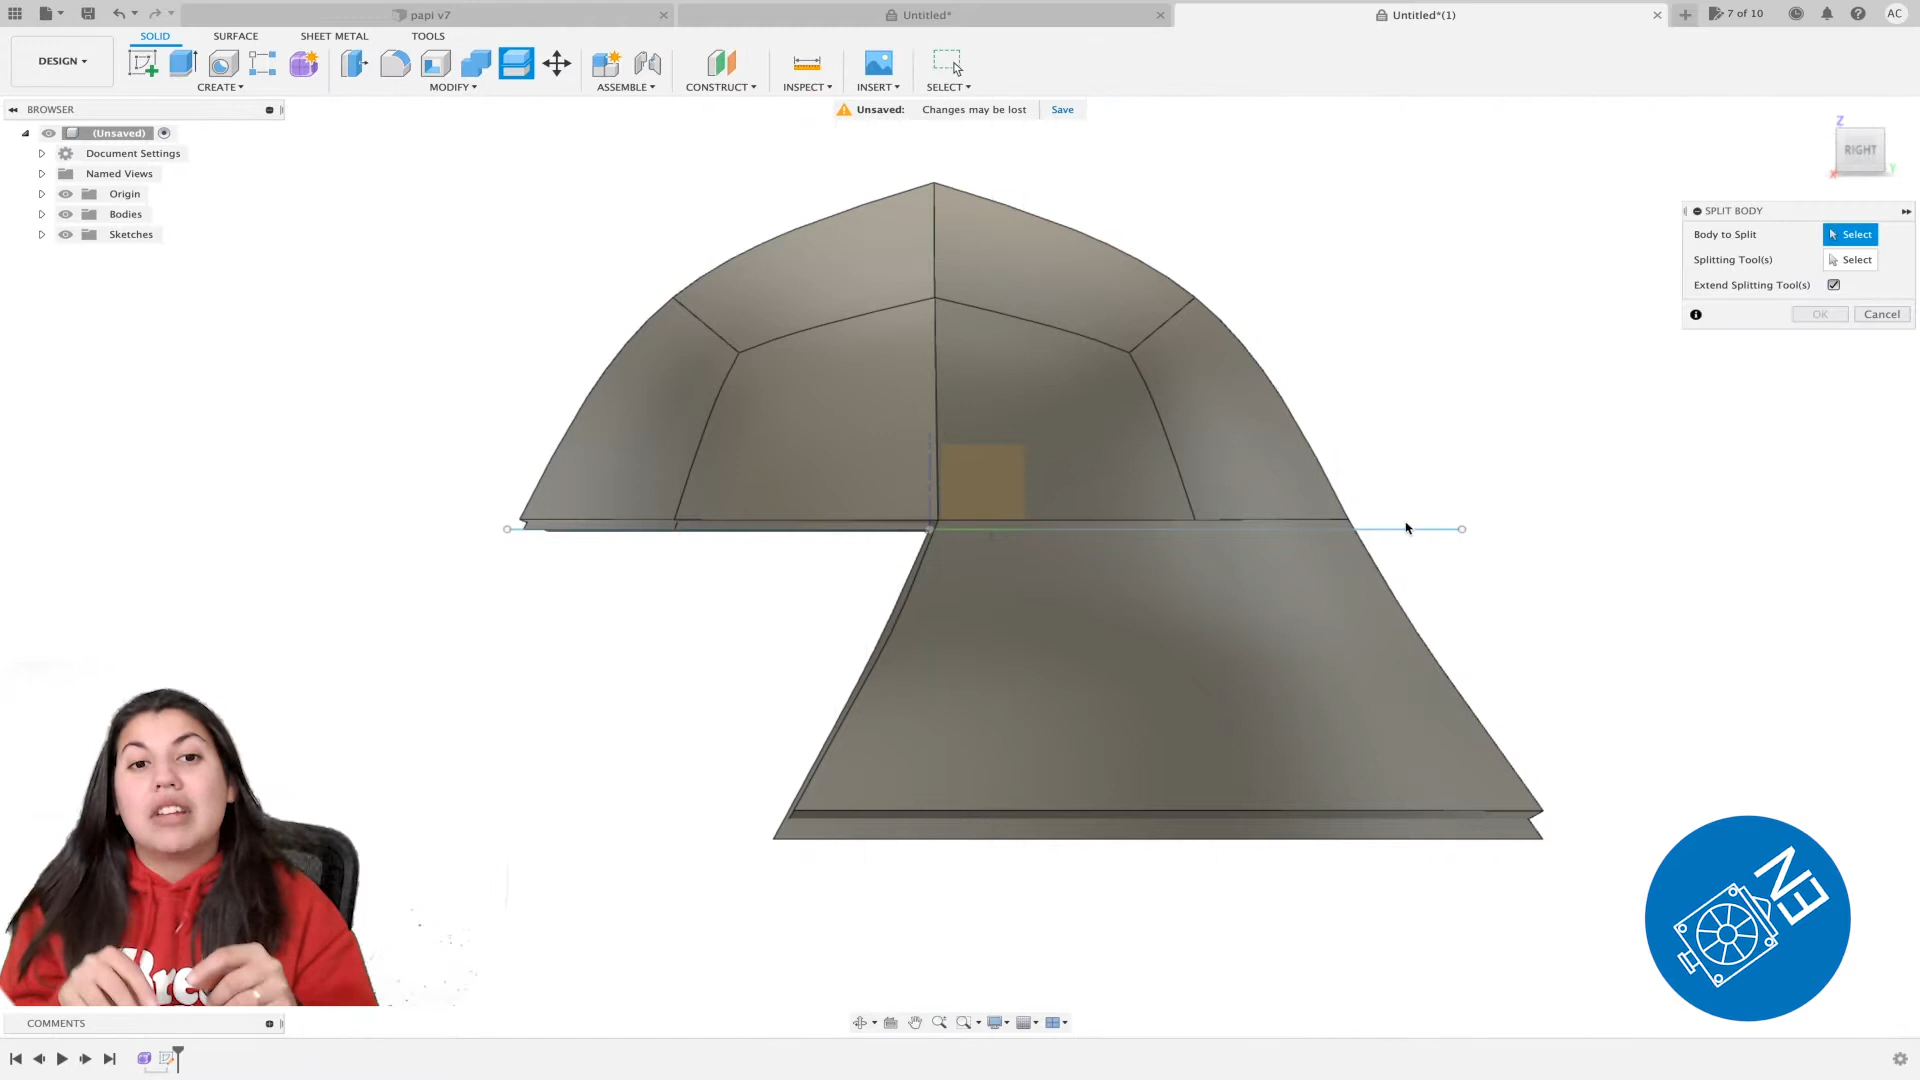 papi v7
Untitled*
Untitled*(1)
7 of 10
AC
DESIGN
SOLID
SURFACE
SHEET METAL
TOOLS
CREATE
MODIFY
ASSEMBLE
CONSTRUCT
INSPECT
INSERT
SELECT
BROWSER
Unsaved:
Changes may be lost
Save
(Unsaved)
Document Settings
Named Views
Origin
Bodies
Sketches
Z
RIGHT
X
Y
SPLIT BODY
Body to Split
Select
Splitting Tool(s)
Select
Extend Splitting Tool(s)
OK
Cancel
NE
COMMENTS